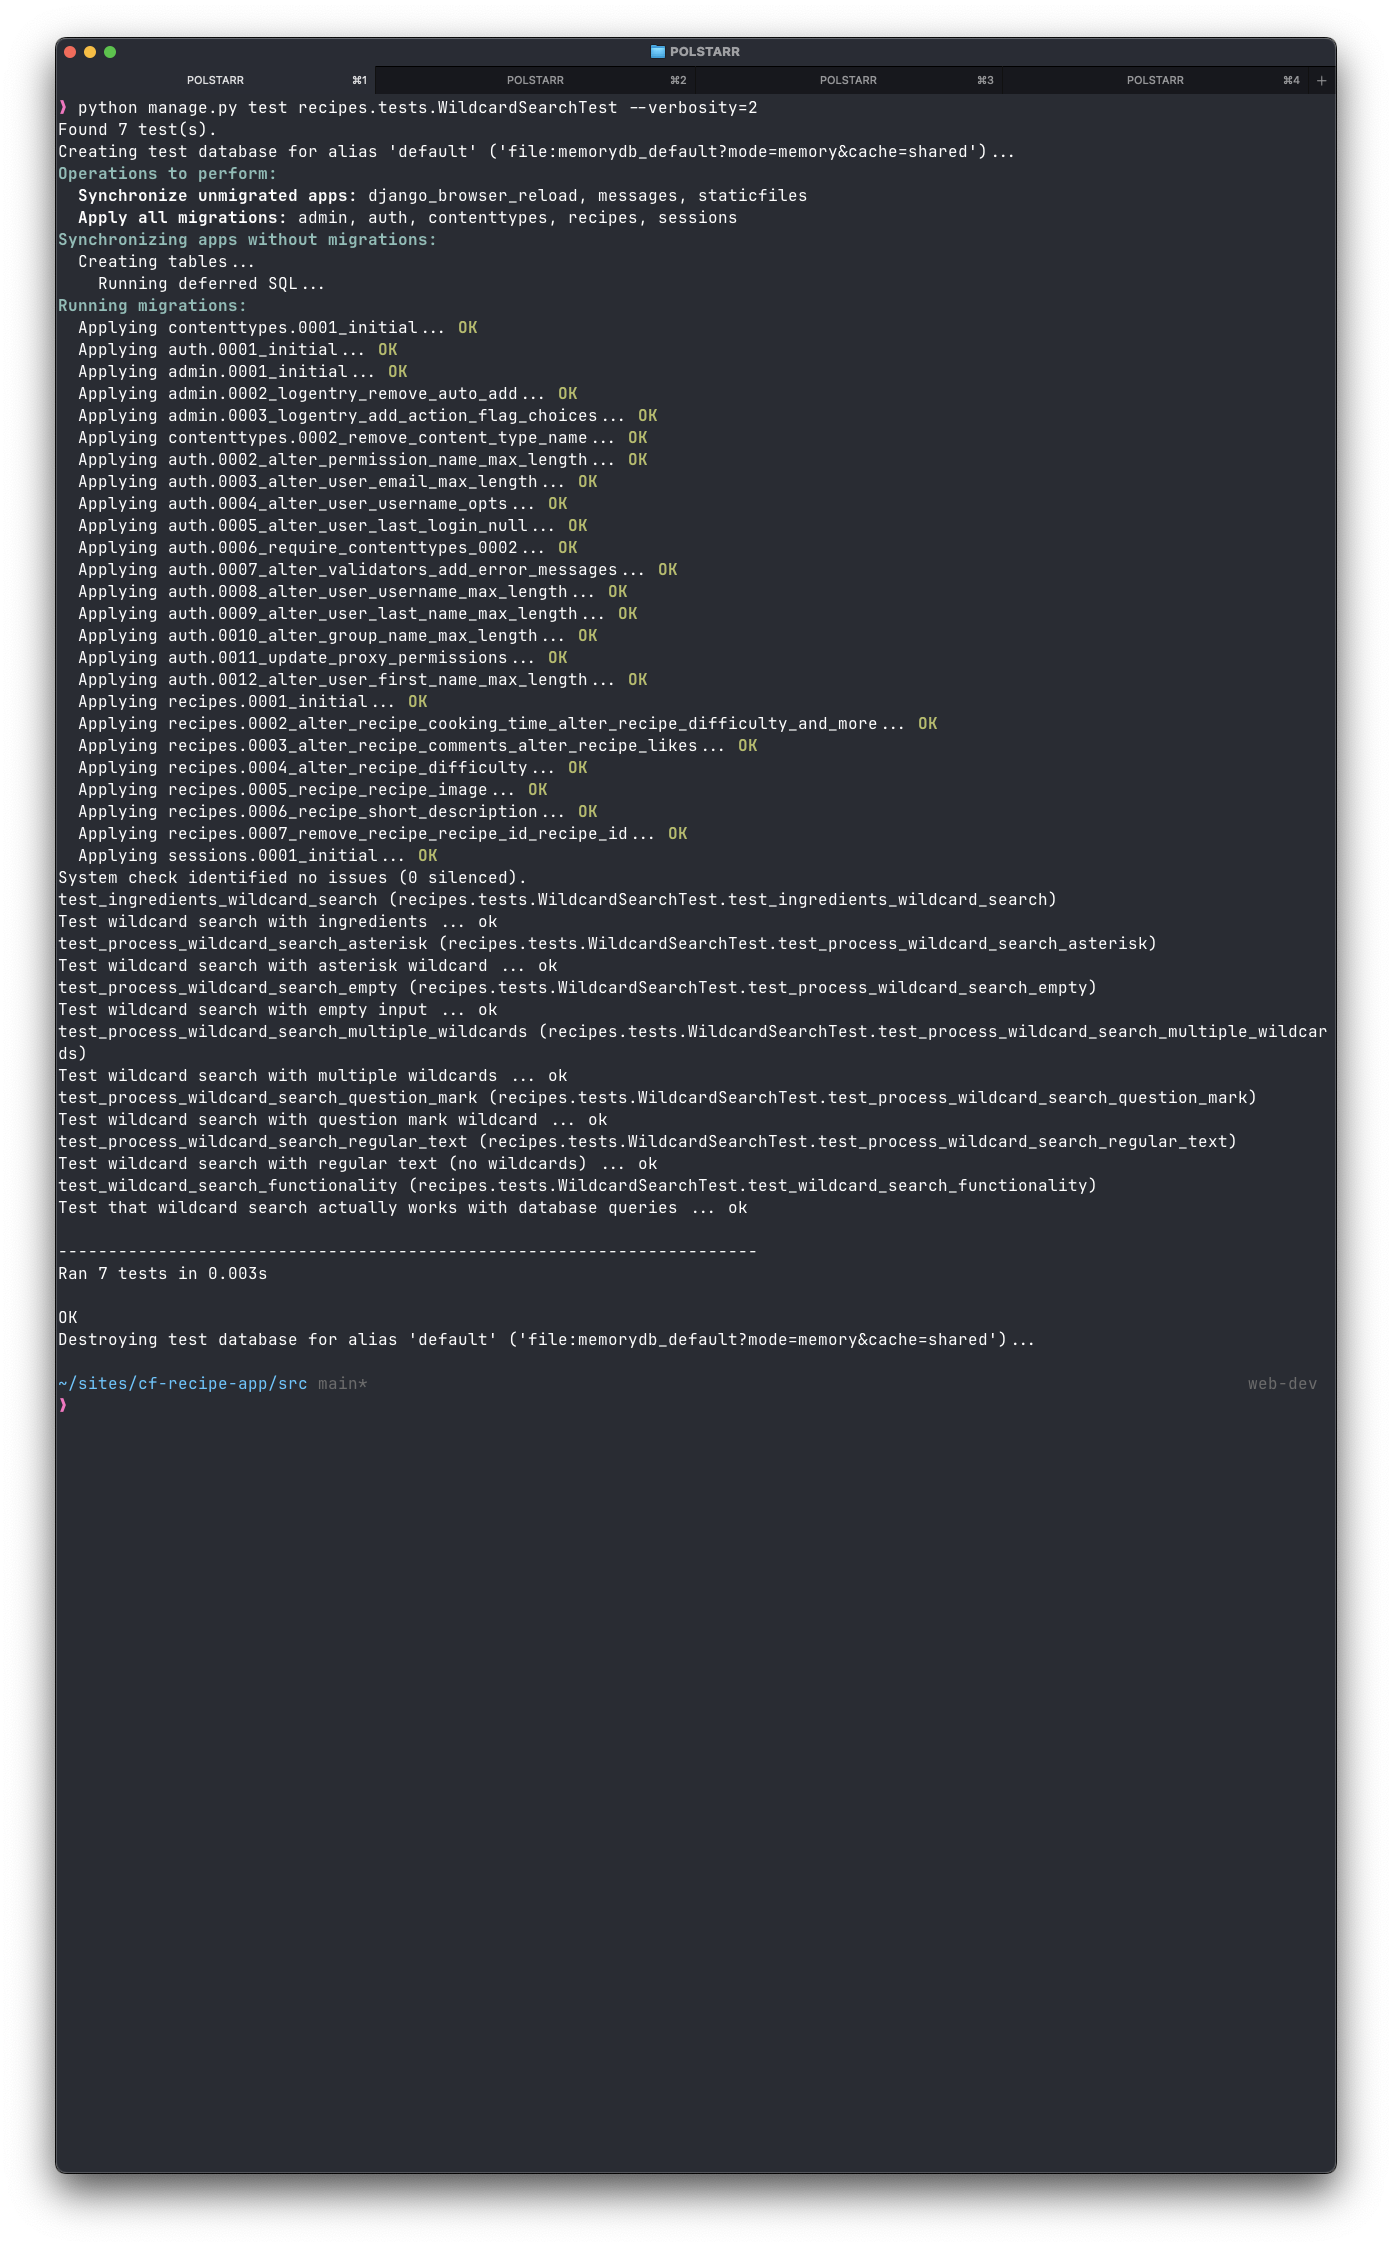 POLSTARR
POLSTARR ⌘1 POLSTARR ⌘2 POLSTARR ⌘3 POLSTARR ⌘4 +
❯ python manage.py test recipes.tests.WildcardSearchTest --verbosity=2
Found 7 test(s).
Creating test database for alias 'default' ('file:memorydb_default?mode=memory&cache=shared')...
Operations to perform:
  Synchronize unmigrated apps: django_browser_reload, messages, staticfiles
  Apply all migrations: admin, auth, contenttypes, recipes, sessions
Synchronizing apps without migrations:
  Creating tables...
    Running deferred SQL...
Running migrations:
  Applying contenttypes.0001_initial... OK
  Applying auth.0001_initial... OK
  Applying admin.0001_initial... OK
  Applying admin.0002_logentry_remove_auto_add... OK
  Applying admin.0003_logentry_add_action_flag_choices... OK
  Applying contenttypes.0002_remove_content_type_name... OK
  Applying auth.0002_alter_permission_name_max_length... OK
  Applying auth.0003_alter_user_email_max_length... OK
  Applying auth.0004_alter_user_username_opts... OK
  Applying auth.0005_alter_user_last_login_null... OK
  Applying auth.0006_require_contenttypes_0002... OK
  Applying auth.0007_alter_validators_add_error_messages... OK
  Applying auth.0008_alter_user_username_max_length... OK
  Applying auth.0009_alter_user_last_name_max_length... OK
  Applying auth.0010_alter_group_name_max_length... OK
  Applying auth.0011_update_proxy_permissions... OK
  Applying auth.0012_alter_user_first_name_max_length... OK
  Applying recipes.0001_initial... OK
  Applying recipes.0002_alter_recipe_cooking_time_alter_recipe_difficulty_and_more... OK
  Applying recipes.0003_alter_recipe_comments_alter_recipe_likes... OK
  Applying recipes.0004_alter_recipe_difficulty... OK
  Applying recipes.0005_recipe_recipe_image... OK
  Applying recipes.0006_recipe_short_description... OK
  Applying recipes.0007_remove_recipe_recipe_id_recipe_id... OK
  Applying sessions.0001_initial... OK
System check identified no issues (0 silenced).
test_ingredients_wildcard_search (recipes.tests.WildcardSearchTest.test_ingredients_wildcard_search)
Test wildcard search with ingredients ... ok
test_process_wildcard_search_asterisk (recipes.tests.WildcardSearchTest.test_process_wildcard_search_asterisk)
Test wildcard search with asterisk wildcard ... ok
test_process_wildcard_search_empty (recipes.tests.WildcardSearchTest.test_process_wildcard_search_empty)
Test wildcard search with empty input ... ok
test_process_wildcard_search_multiple_wildcards (recipes.tests.WildcardSearchTest.test_process_wildcard_search_multiple_wildcar
ds)
Test wildcard search with multiple wildcards ... ok
test_process_wildcard_search_question_mark (recipes.tests.WildcardSearchTest.test_process_wildcard_search_question_mark)
Test wildcard search with question mark wildcard ... ok
test_process_wildcard_search_regular_text (recipes.tests.WildcardSearchTest.test_process_wildcard_search_regular_text)
Test wildcard search with regular text (no wildcards) ... ok
test_wildcard_search_functionality (recipes.tests.WildcardSearchTest.test_wildcard_search_functionality)
Test that wildcard search actually works with database queries ... ok
----------------------------------------------------------------------
Ran 7 tests in 0.003s
OK
Destroying test database for alias 'default' ('file:memorydb_default?mode=memory&cache=shared')...
~/sites/cf-recipe-app/src main* web-dev
❯